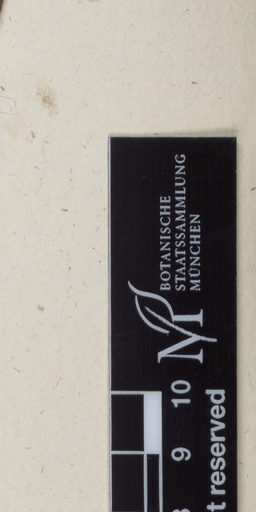 BOTANISCHE
STAATSSAMMLUNG
MÜNCHEN
M
8 9 10
t reserved